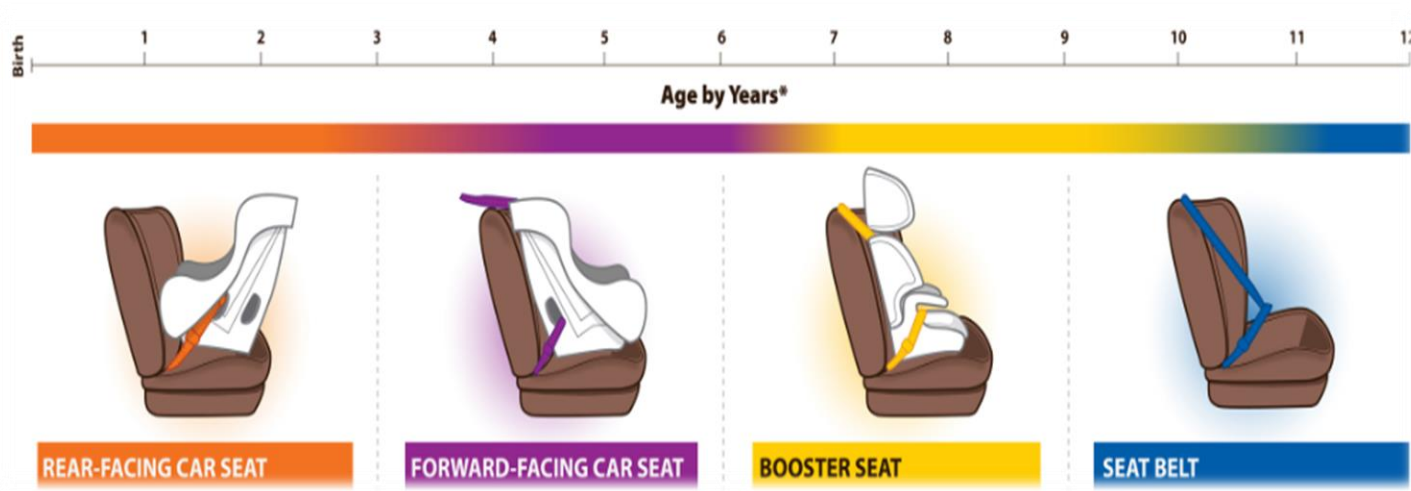 Birth 1 2 3 4 5 6 7 8 9 10 11 12
Age by Years*
REAR-FACING CAR SEAT
FORWARD-FACING CAR SEAT
BOOSTER SEAT
SEAT BELT